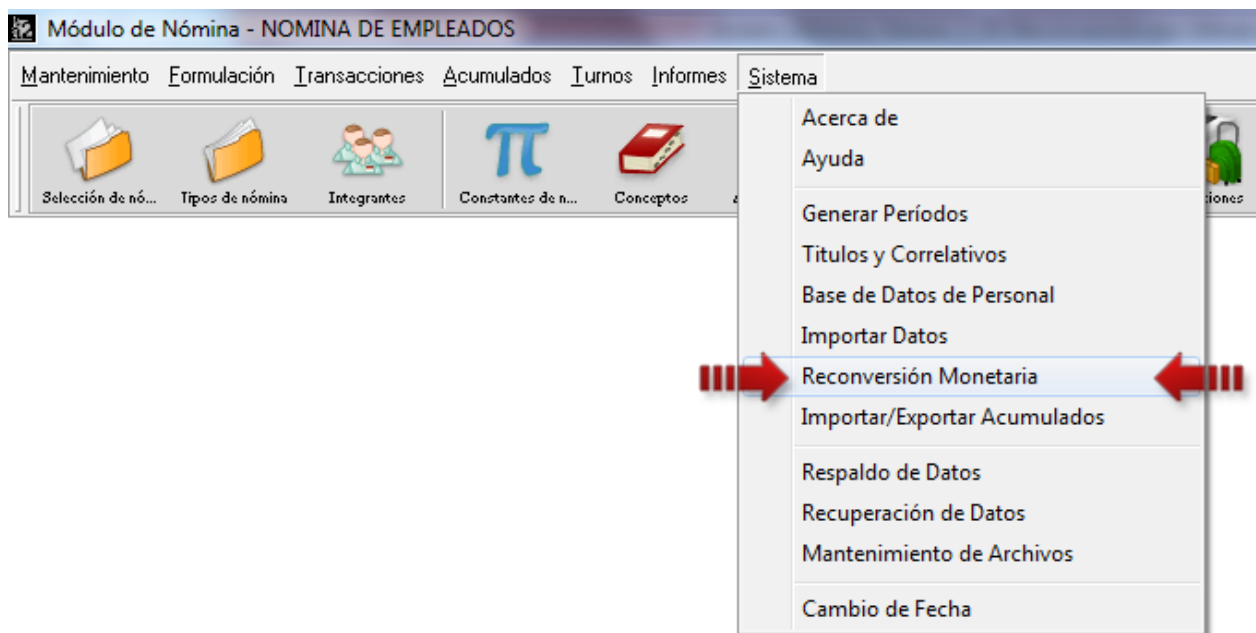 Módulo de Nómina - NOMINA DE EMPLEADOS
Mantenimiento Formulación Transacciones Acumulados Turnos Informes Sistema
Selección de nó... Tipos de nómina Integrantes Constantes de n... Conceptos
Acerca de
Ayuda
Generar Períodos
Titulos y Correlativos
Base de Datos de Personal
Importar Datos
Reconversión Monetaria
Importar/Exportar Acumulados
Respaldo de Datos
Recuperación de Datos
Mantenimiento de Archivos
Cambio de Fecha